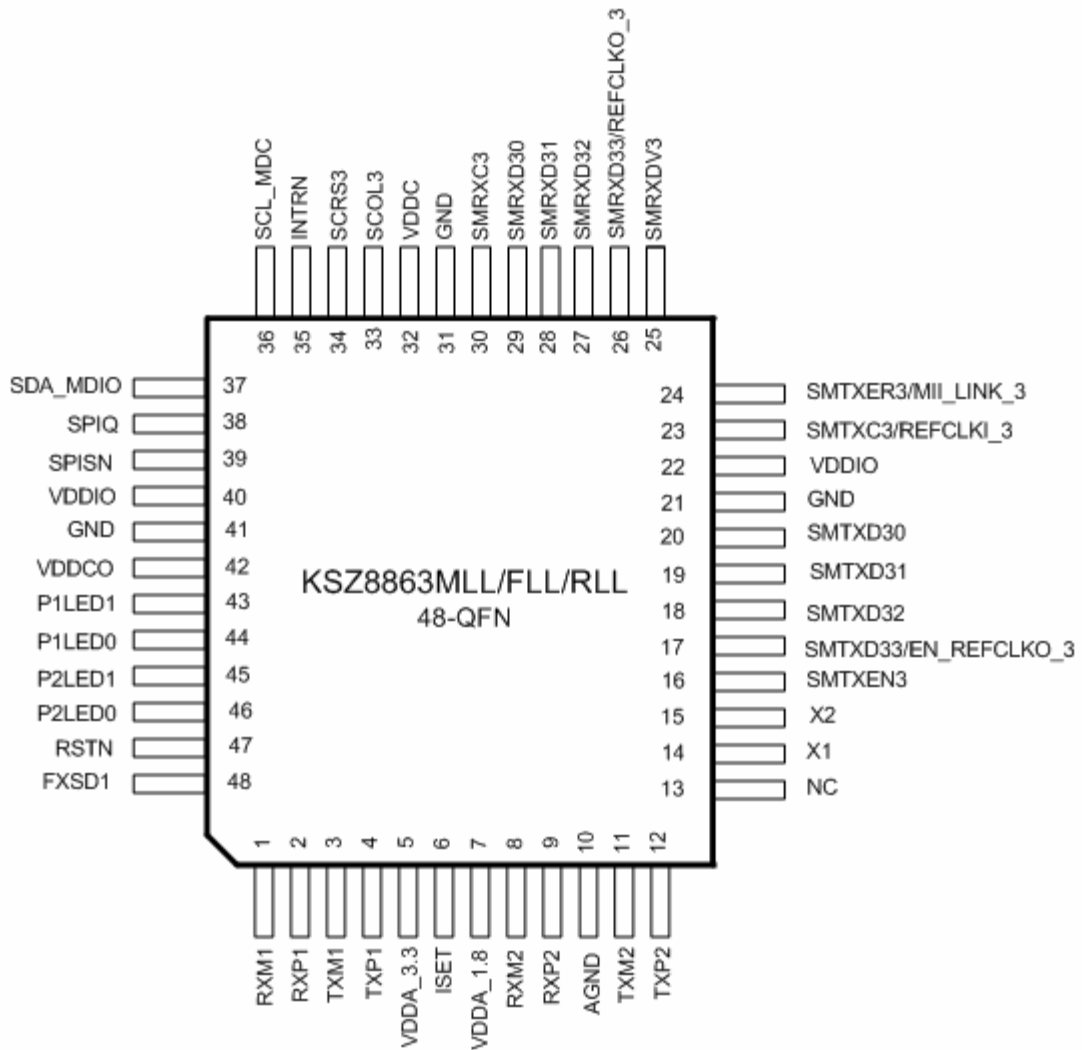 SCL_MDC
INTRN
SCRS3
SCOL3
VDDC
GND
SMRXC3
SMRXD30
SMRXD31
SMRXD32
SMRXD33/REFCLKO_3
SMRXDV3
36
35
34
33
32
31
30
29
28
27
26
25
SDA_MDIO 37
SPIQ 38
SPISN 39
VDDIO 40
GND 41
VDDCO 42
P1LED1 43
P1LED0 44
P2LED1 45
P2LED0 46
RSTN 47
FXSD1 48
KSZ8863MLL/FLL/RLL
48-QFN
24 SMTXER3/MII_LINK_3
23 SMTXC3/REFCLKI_3
22 VDDIO
21 GND
20 SMTXD30
19 SMTXD31
18 SMTXD32
17 SMTXD33/EN_REFCLKO_3
16 SMTXEN3
15 X2
14 X1
13 NC
1
2
3
4
5
6
7
8
9
10
11
12
RXM1
RXP1
TXM1
TXP1
VDDA_3.3
ISET
VDDA_1.8
RXM2
RXP2
AGND
TXM2
TXP2